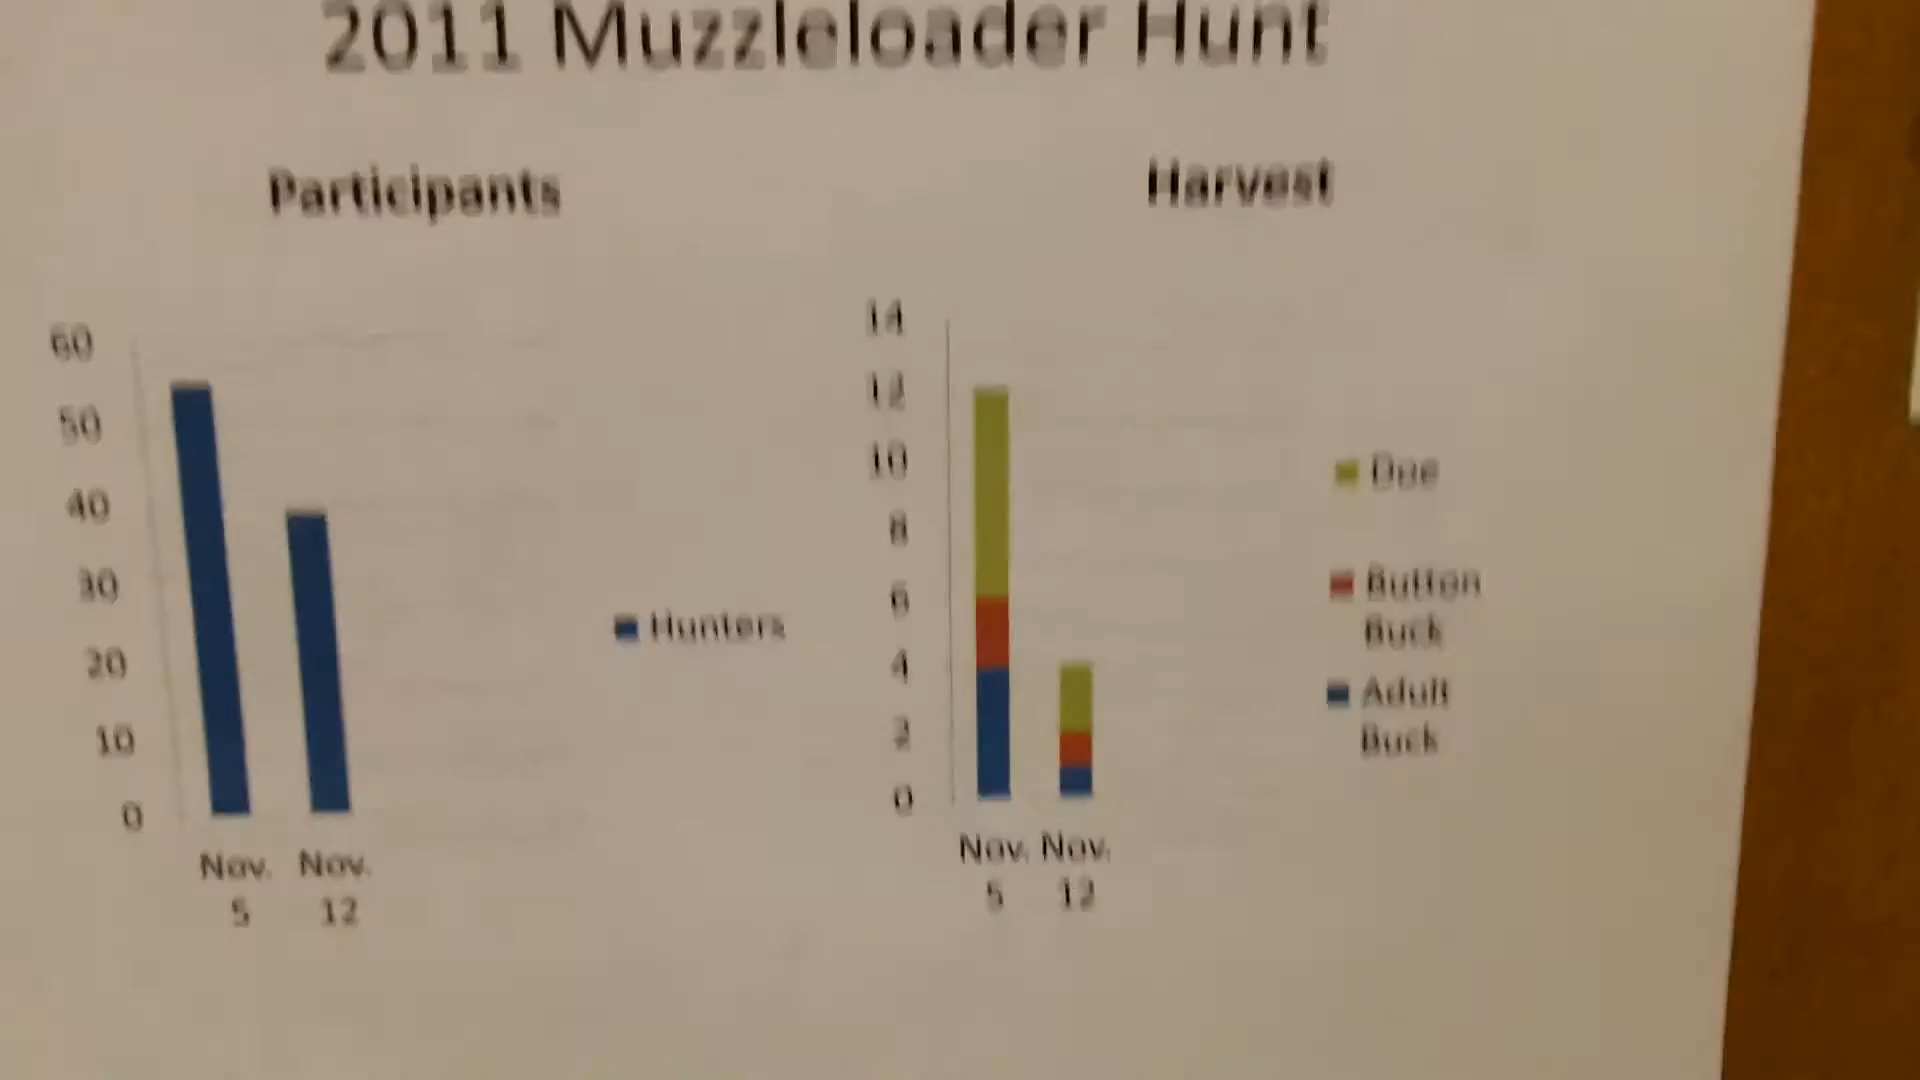 2011 Muzzleloader Hunt
Participants
60
50
40
30
20
10
0
Nov. 5
Nov. 12
Hunters
Harvest
14
12
10
8
6
4
2
0
Nov. 5
Nov. 12
Doe
Button
Buck
Adult
Buck